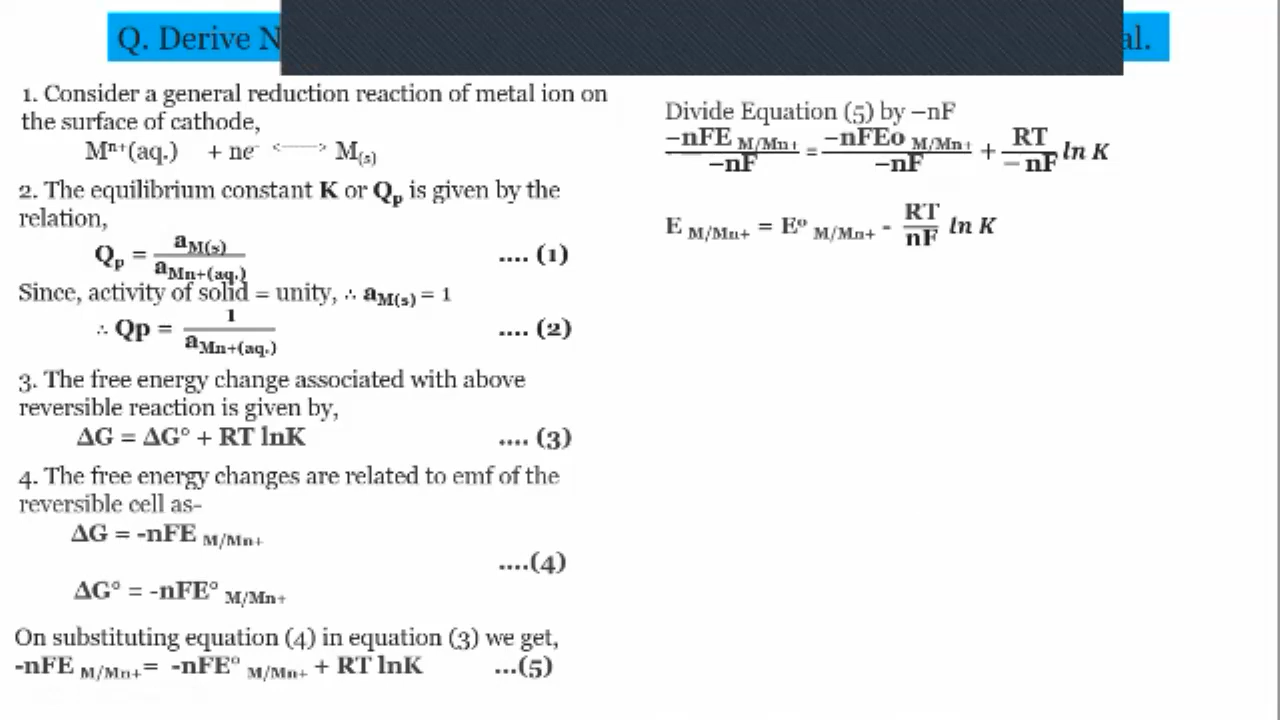 Q. Derive N al.
1. Consider a general reduction reaction of metal ion on
the surface of cathode,
Mⁿ⁺(aq.) + ne⁻ <-----> M(s)
2. The equilibrium constant K or Qp is given by the
relation,
Qp = aM(s) / aMn+(aq.) .... (1)
Since, activity of solid = unity, ∴ aM(s) = 1
∴ Qp = 1 / aMn+(aq.) .... (2)
3. The free energy change associated with above
reversible reaction is given by,
ΔG = ΔG° + RT lnK .... (3)
4. The free energy changes are related to emf of the
reversible cell as-
ΔG = -nFE M/Mn+
....(4)
ΔG° = -nFE° M/Mn+
On substituting equation (4) in equation (3) we get,
-nFE M/Mn+ = -nFE° M/Mn+ + RT lnK ...(5)
Divide Equation (5) by –nF
–nFE M/Mn+ / –nF = –nFEo M/Mn+ / –nF + RT / – nF ln K
E M/Mn+ = Eº M/Mn+ - RT / nF ln K